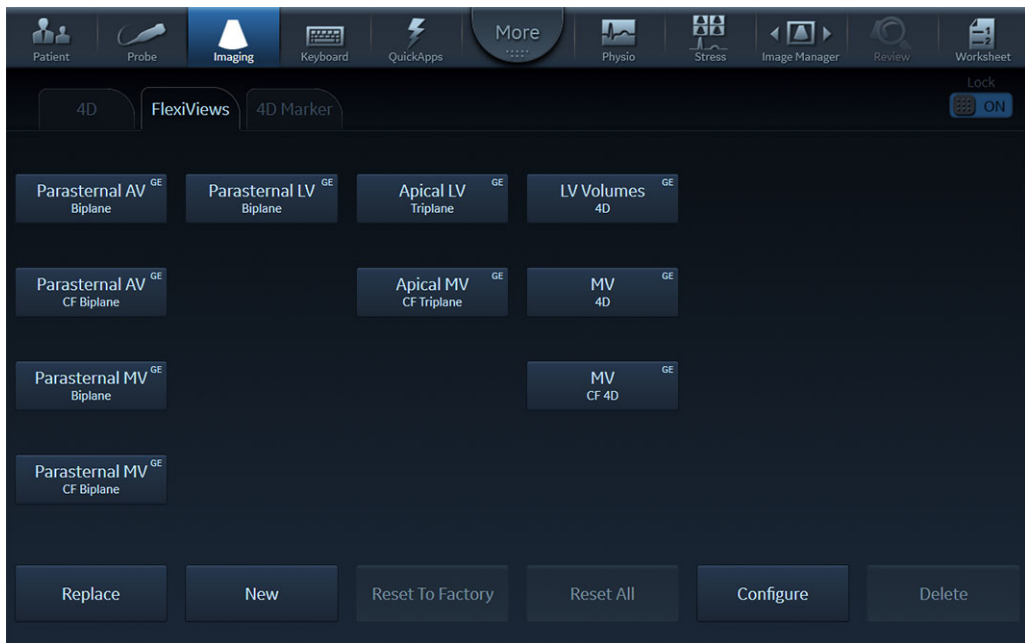 Patient
Probe
Imaging
Keyboard
QuickApps
More
Physio
Stress
Image Manager
Review
Worksheet
4D
FlexiViews
4D Marker
Lock
ON
Parasternal AV GE
Biplane
Parasternal LV GE
Biplane
Apical LV GE
Triplane
LV Volumes GE
4D
Parasternal AV GE
CF Biplane
Apical MV GE
CF Triplane
MV GE
4D
Parasternal MV GE
Biplane
MV GE
CF 4D
Parasternal MV GE
CF Biplane
Replace
New
Reset To Factory
Reset All
Configure
Delete